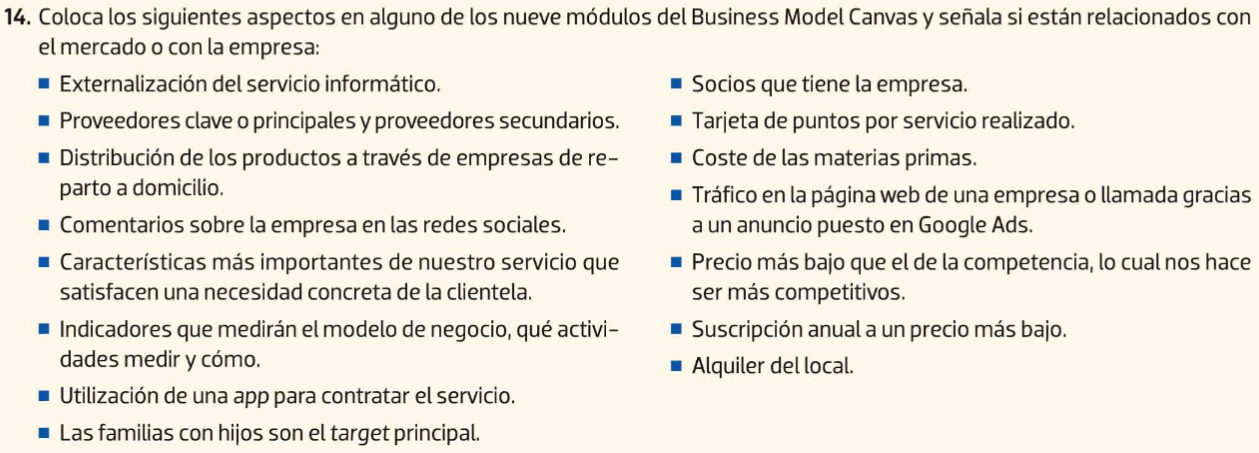 14. Coloca los siguientes aspectos en alguno de los nueve módulos del Business Model Canvas y señala si están relacionados con
el mercado o con la empresa:
■ Externalización del servicio informático.
■ Proveedores clave o principales y proveedores secundarios.
■ Distribución de los productos a través de empresas de re-
parto a domicilio.
■ Comentarios sobre la empresa en las redes sociales.
■ Características más importantes de nuestro servicio que
satisfacen una necesidad concreta de la clientela.
■ Indicadores que medirán el modelo de negocio, qué activi-
dades medir y cómo.
■ Utilización de una app para contratar el servicio.
■ Las familias con hijos son el target principal.
■ Socios que tiene la empresa.
■ Tarjeta de puntos por servicio realizado.
■ Coste de las materias primas.
■ Tráfico en la página web de una empresa o llamada gracias
a un anuncio puesto en Google Ads.
■ Precio más bajo que el de la competencia, lo cual nos hace
ser más competitivos.
■ Suscripción anual a un precio más bajo.
■ Alquiler del local.